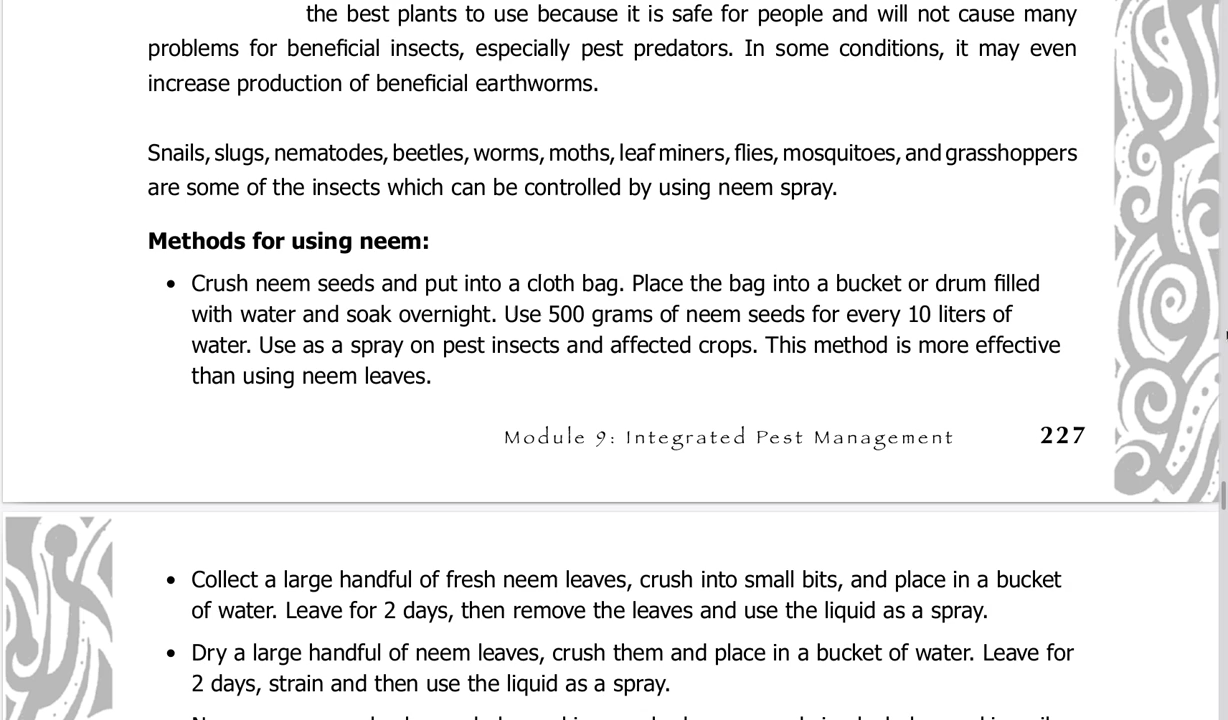 the best plants to use because it is safe for people and will not cause many
problems for beneficial insects, especially pest predators. In some conditions, it may even
increase production of beneficial earthworms.
Snails, slugs, nematodes, beetles, worms, moths, leaf miners, flies, mosquitoes, and grasshoppers
are some of the insects which can be controlled by using neem spray.
Methods for using neem:
• Crush neem seeds and put into a cloth bag. Place the bag into a bucket or drum filled
with water and soak overnight. Use 500 grams of neem seeds for every 10 liters of
water. Use as a spray on pest insects and affected crops. This method is more effective
than using neem leaves.
Module 9: Integrated Pest Management 227
• Collect a large handful of fresh neem leaves, crush into small bits, and place in a bucket
of water. Leave for 2 days, then remove the leaves and use the liquid as a spray.
• Dry a large handful of neem leaves, crush them and place in a bucket of water. Leave for
2 days, strain and then use the liquid as a spray.